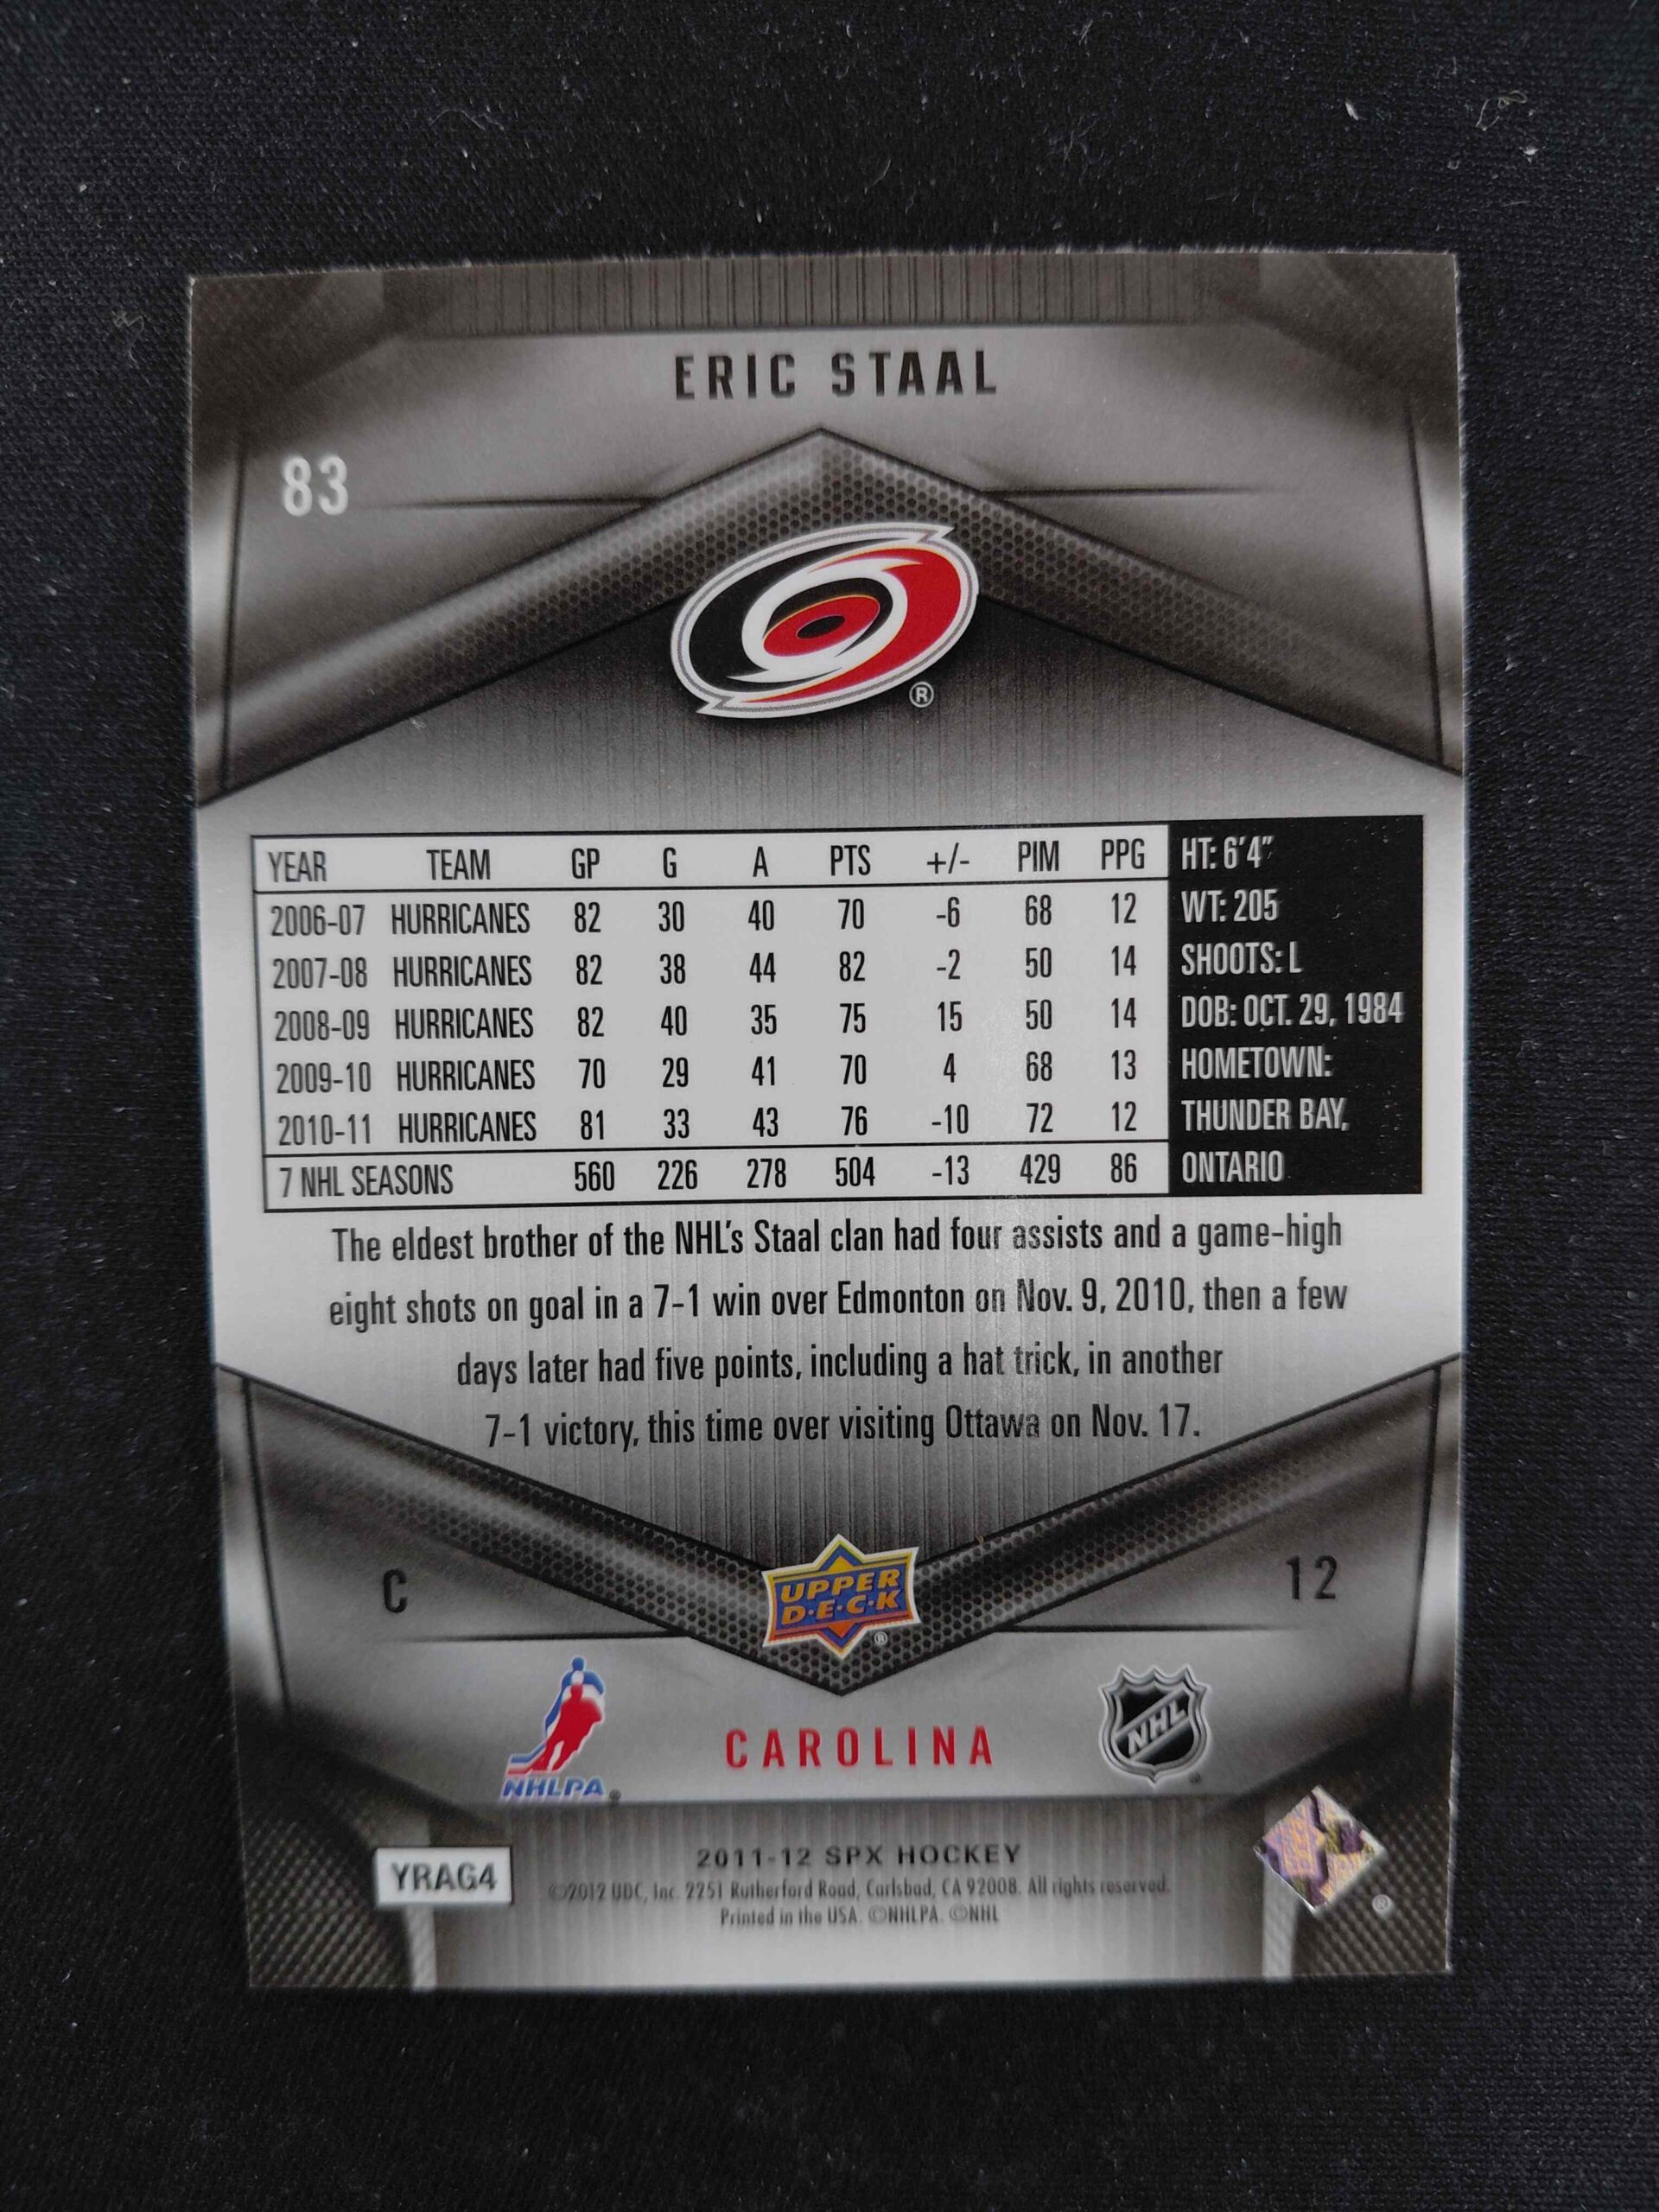 ERIC STAAL
83
®
YEAR TEAM GP G A PTS +/- PIM PPG HT: 6'4"
2006-07 HURRICANES 82 30 40 70 -6 68 12 WT: 205
2007-08 HURRICANES 82 38 44 82 -2 50 14 SHOOTS: L
2008-09 HURRICANES 82 40 35 75 15 50 14 DOB: OCT. 29, 1984
2009-10 HURRICANES 70 29 41 70 4 68 13 HOMETOWN:
2010-11 HURRICANES 81 33 43 76 -10 72 12 THUNDER BAY,
7 NHL SEASONS 560 226 278 504 -13 429 86 ONTARIO
The eldest brother of the NHL's Staal clan had four assists and a game-high
eight shots on goal in a 7-1 win over Edmonton on Nov. 9, 2010, then a few
days later had five points, including a hat trick, in another
7-1 victory, this time over visiting Ottawa on Nov. 17.
C
UPPER
D·E·C·K
®
12
NHLPA
CAROLINA
NHL
YRAG4
2011-12 SPX HOCKEY
©2012 UDC, Inc. 2251 Rutherford Road, Carlsbad, CA 92008. All rights reserved.
Printed in the USA. ©NHLPA. ©NHL
®